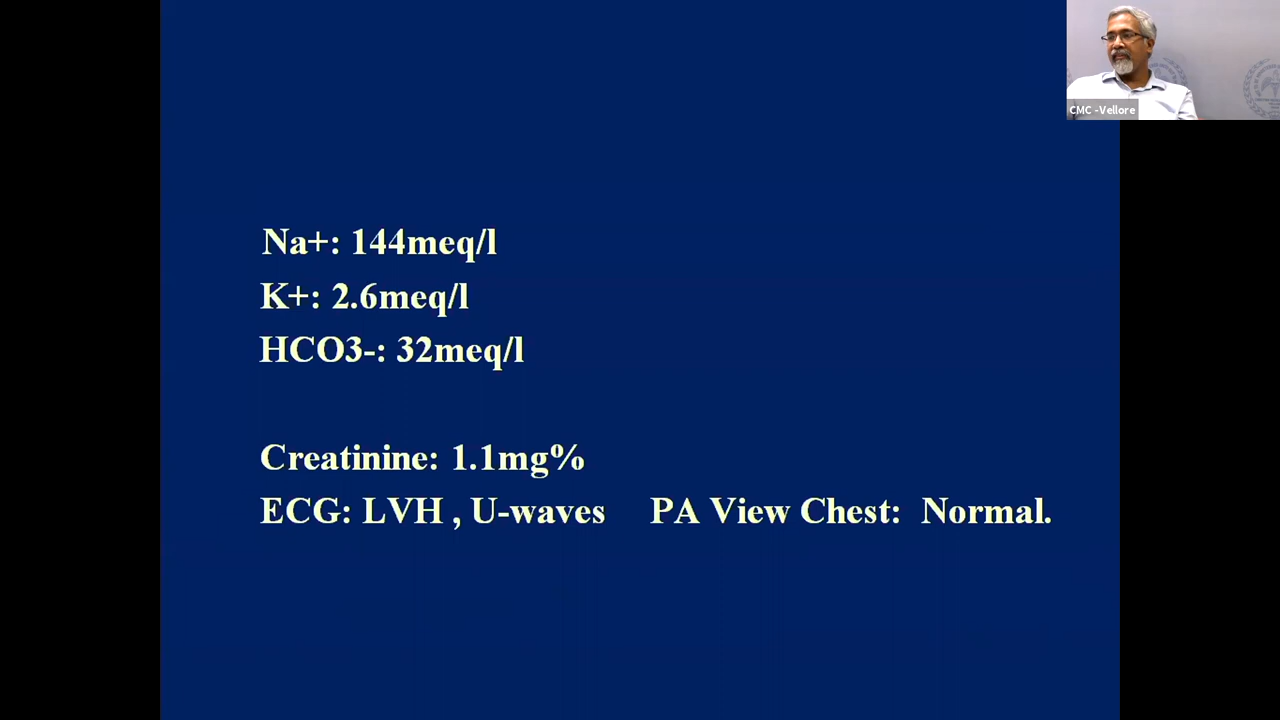 CMC -Vellore
Na+: 144meq/l
K+: 2.6meq/l
HCO3-: 32meq/l
Creatinine: 1.1mg%
ECG: LVH , U-waves PA View Chest: Normal.